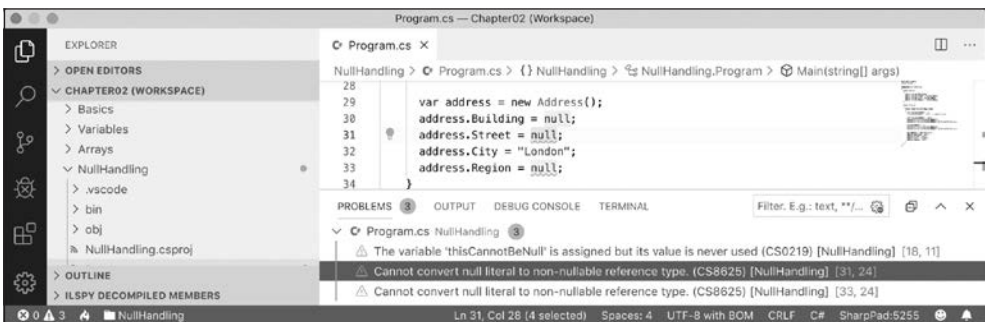 Program.cs — Chapter02 (Workspace)
EXPLORER
> OPEN EDITORS
CHAPTER02 (WORKSPACE)
> Basics
> Variables
> Arrays
NullHandling
> .vscode
> bin
> obj
NullHandling.csproj
> OUTLINE
> ILSPY DECOMPILED MEMBERS
C# Program.cs ×
NullHandling > C# Program.cs > {} NullHandling > NullHandling.Program > Main(string[] args)
28
29 var address = new Address();
30 address.Building = null;
31 address.Street = null;
32 address.City = "London";
33 address.Region = null;
34 }
PROBLEMS 3 OUTPUT DEBUG CONSOLE TERMINAL Filter. E.g.: text, **/...
C# Program.cs NullHandling 3
The variable 'thisCannotBeNull' is assigned but its value is never used (CS0219) [NullHandling] [18, 11]
Cannot convert null literal to non-nullable reference type. (CS8625) [NullHandling] [31, 24]
Cannot convert null literal to non-nullable reference type. (CS8625) [NullHandling] [33, 24]
0 3 NullHandling Ln 31, Col 28 (4 selected) Spaces: 4 UTF-8 with BOM CRLF C# SharpPad:5255